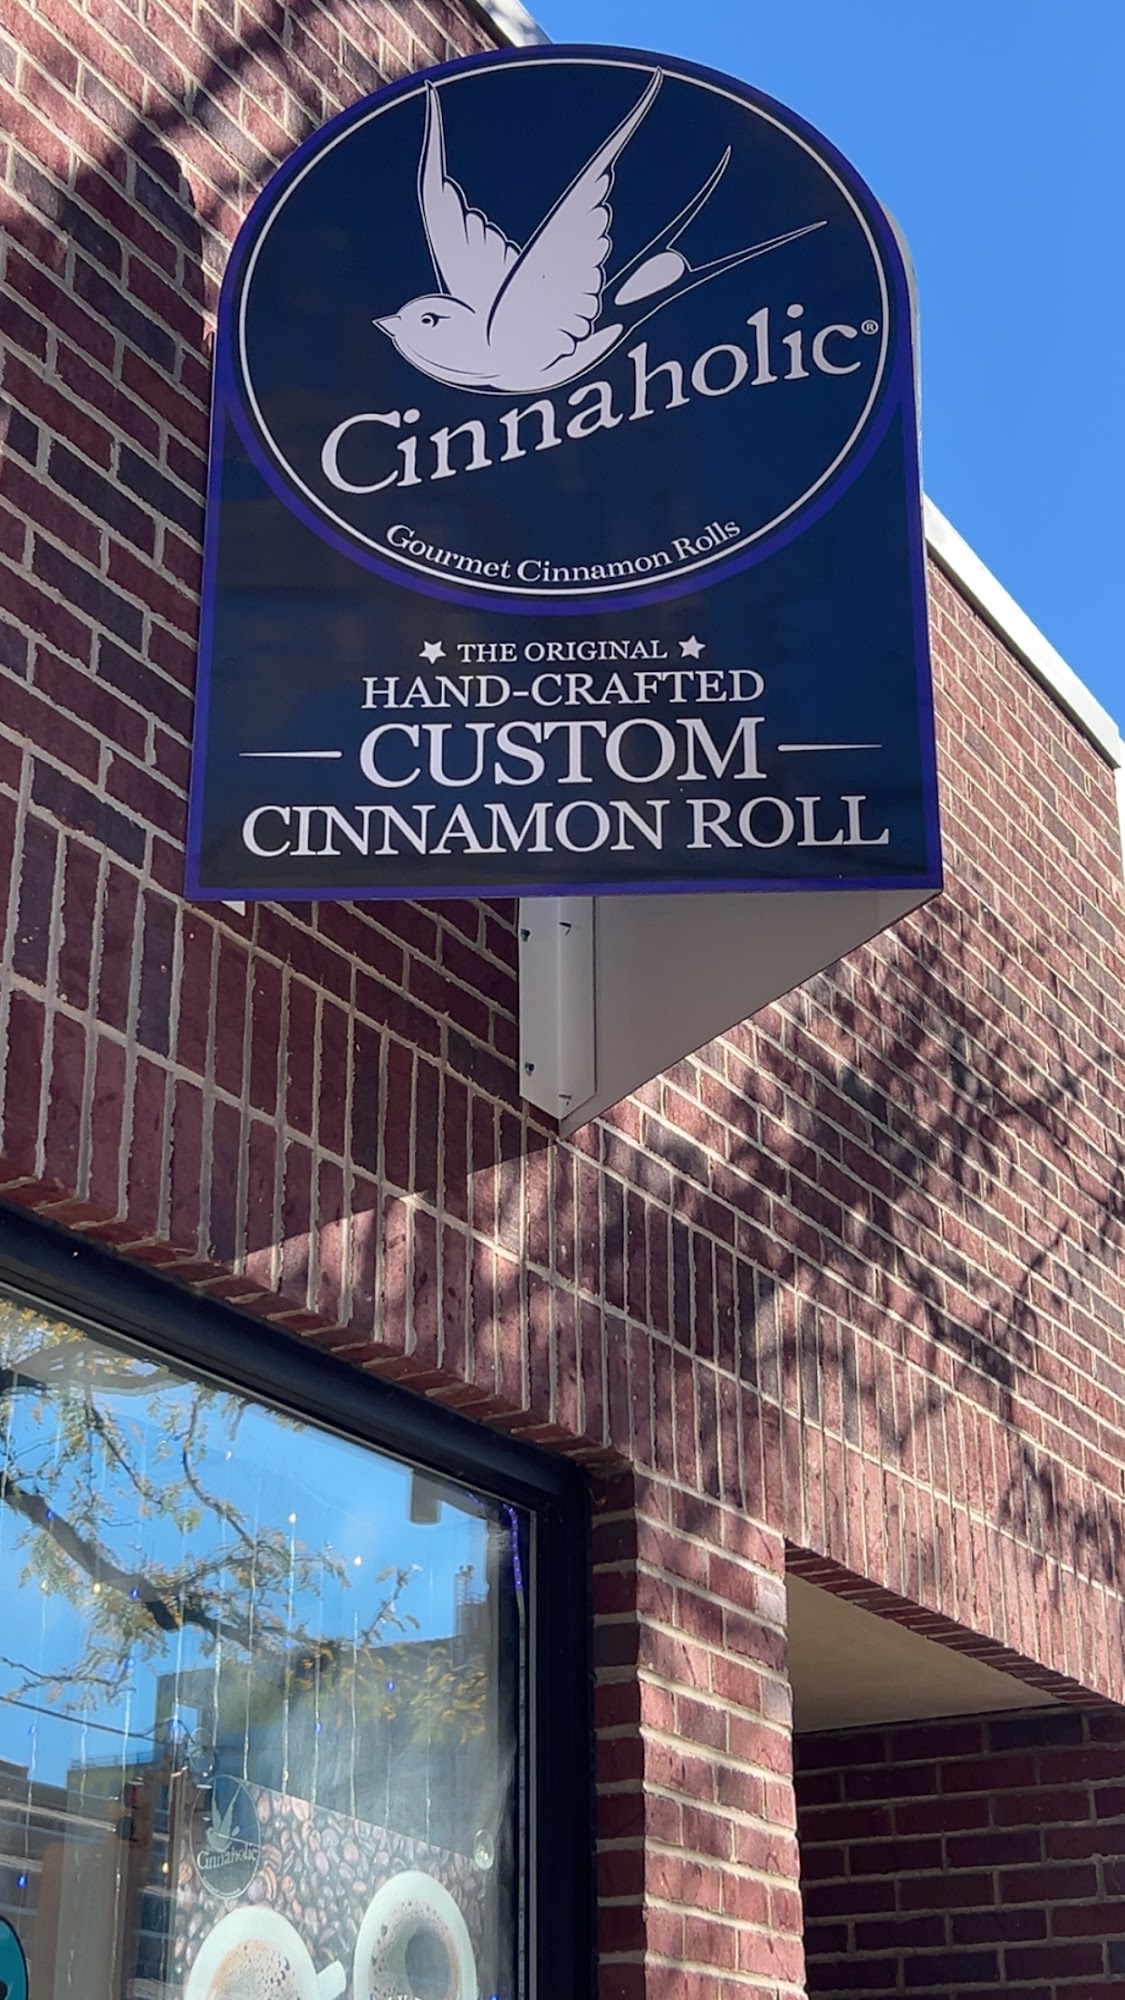 Cinnaholic®
Gourmet Cinnamon Rolls
THE ORIGINAL
HAND-CRAFTED
CUSTOM
CINNAMON ROLL
Cinnaholic